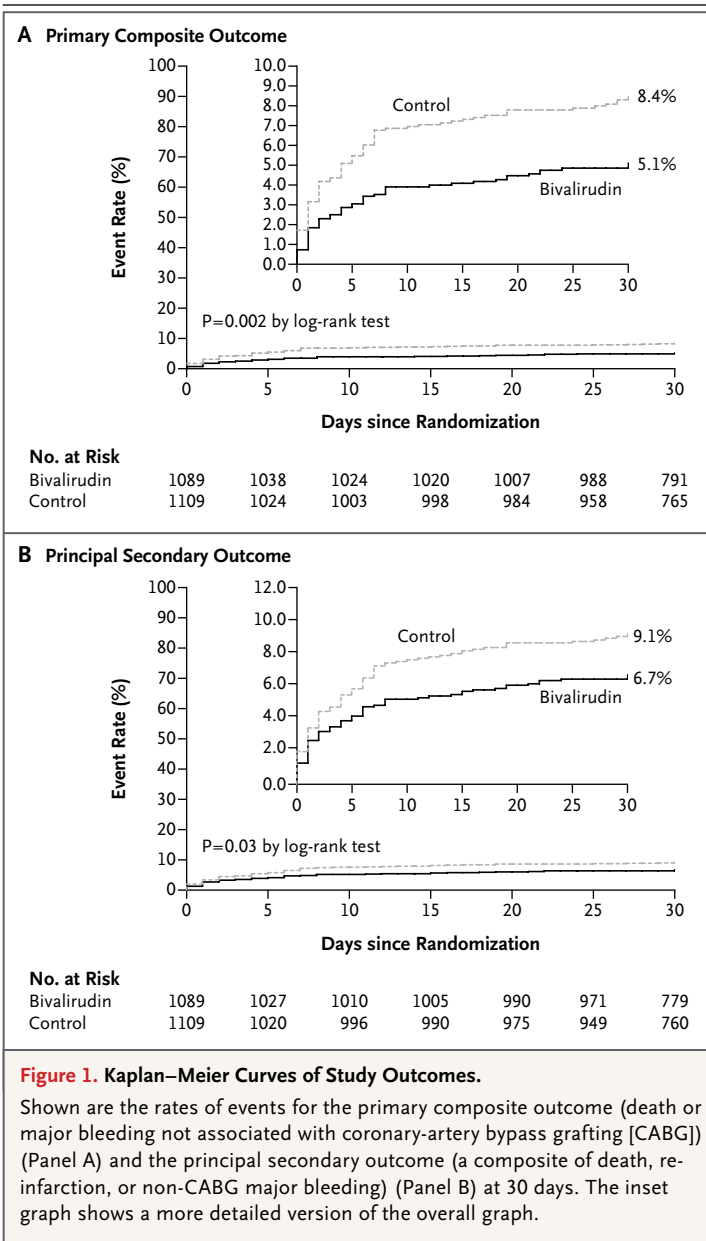 A Primary Composite Outcome
Event Rate (%)
100
90
80
70
60
50
40
30
20
10
0
10.0
9.0
8.0
7.0
6.0
5.0
4.0
3.0
2.0
1.0
0.0
Control
8.4%
5.1%
Bivalirudin
0 5 10 15 20 25 30
P=0.002 by log-rank test
0 5 10 15 20 25 30
Days since Randomization
No. at Risk
Bivalirudin 1089 1038 1024 1020 1007 988 791
Control 1109 1024 1003 998 984 958 765
B Principal Secondary Outcome
Event Rate (%)
100
90
80
70
60
50
40
30
20
10
0
12.0
10.0
8.0
6.0
4.0
2.0
0.0
Control
9.1%
6.7%
Bivalirudin
0 5 10 15 20 25 30
P=0.03 by log-rank test
0 5 10 15 20 25 30
Days since Randomization
No. at Risk
Bivalirudin 1089 1027 1010 1005 990 971 779
Control 1109 1020 996 990 975 949 760
Figure 1. Kaplan–Meier Curves of Study Outcomes.
Shown are the rates of events for the primary composite outcome (death or
major bleeding not associated with coronary-artery bypass grafting [CABG])
(Panel A) and the principal secondary outcome (a composite of death, re-
infarction, or non-CABG major bleeding) (Panel B) at 30 days. The inset
graph shows a more detailed version of the overall graph.